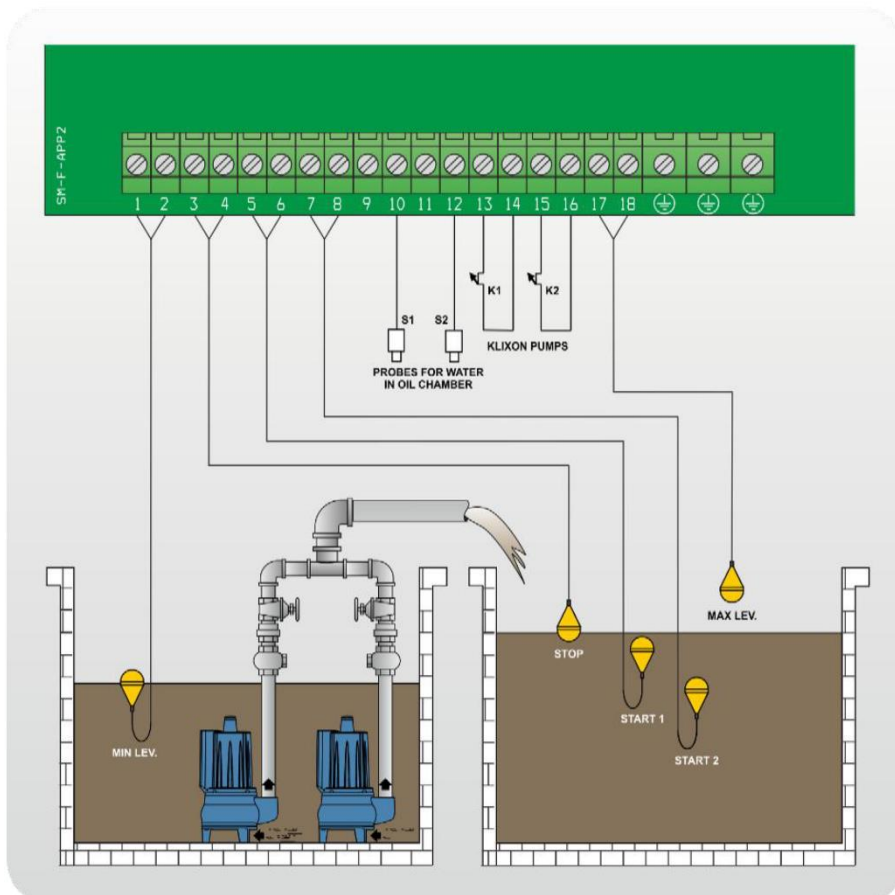 SM-F-APP2
1 2 3 4 5 6 7 8 9 10 11 12 13 14 15 16 17 18
K1
K2
S1
S2
KLIXON PUMPS
PROBES FOR WATER
IN OIL CHAMBER
MAX LEV.
STOP
START 1
START 2
MIN LEV.